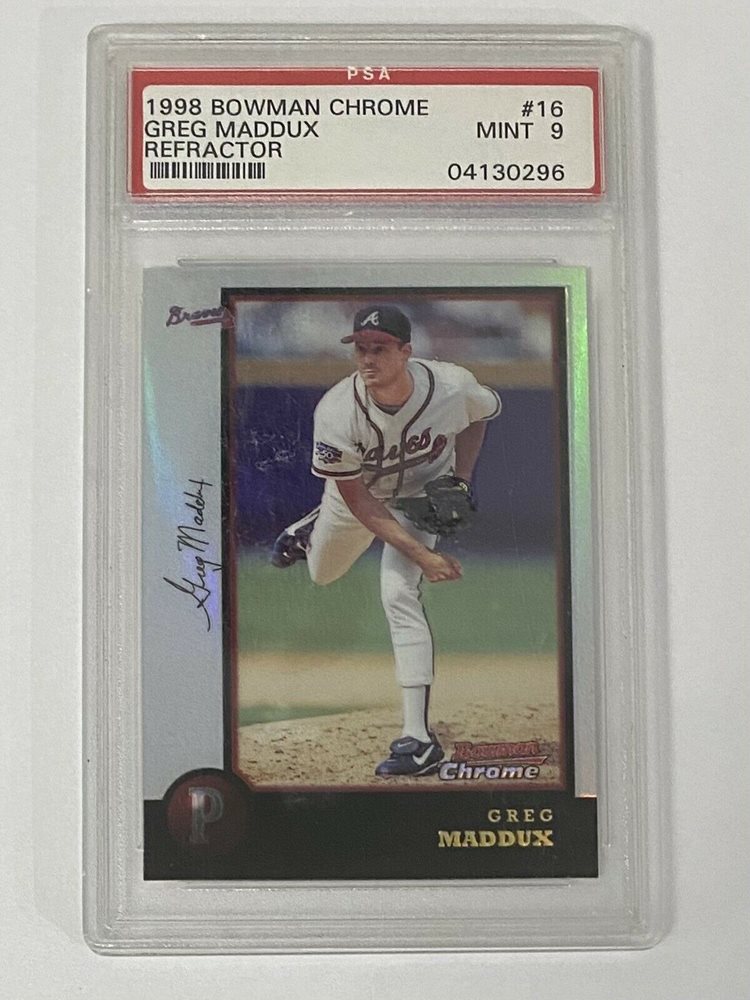 PSA
1998 BOWMAN CHROME #16
GREG MADDUX MINT 9
REFRACTOR
04130296
Braves
A
Braves
50
Greg Maddux
Bowman
Chrome
P
GREG
MADDUX